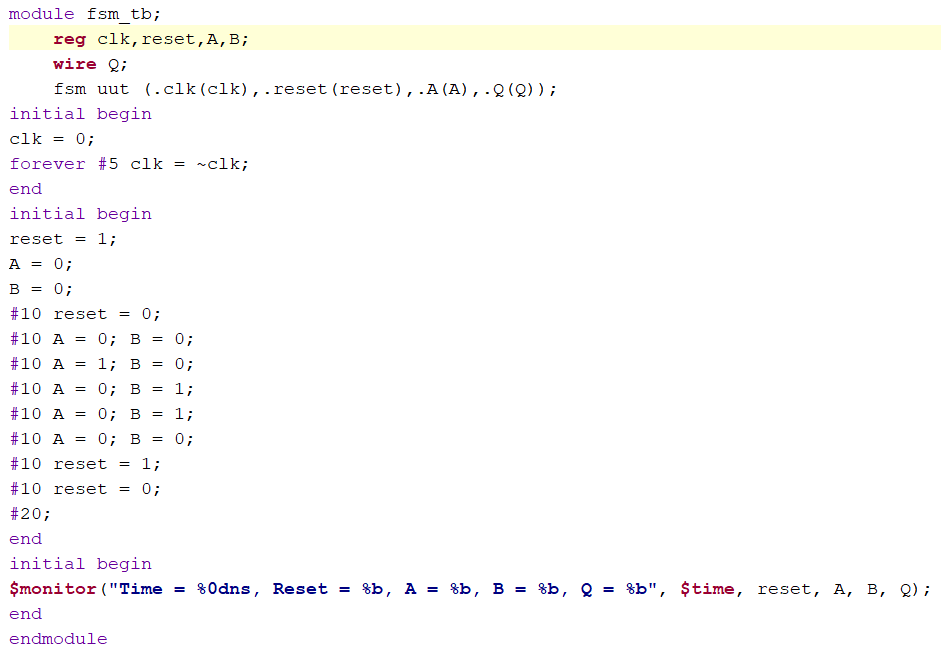 module fsm_tb;
reg clk,reset,A,B;
wire Q;
fsm uut (.clk(clk),.reset(reset),.A(A),.Q(Q));
initial begin
clk = 0;
forever #5 clk = ~clk;
end
initial begin
reset = 1;
A = 0;
B = 0;
#10 reset = 0;
#10 A = 0; B = 0;
#10 A = 1; B = 0;
#10 A = 0; B = 1;
#10 A = 0; B = 1;
#10 A = 0; B = 0;
#10 reset = 1;
#10 reset = 0;
#20;
end
initial begin
$monitor("Time = %0dns, Reset = %b, A = %b, B = %b, Q = %b", $time, reset, A, B, Q);
end
endmodule